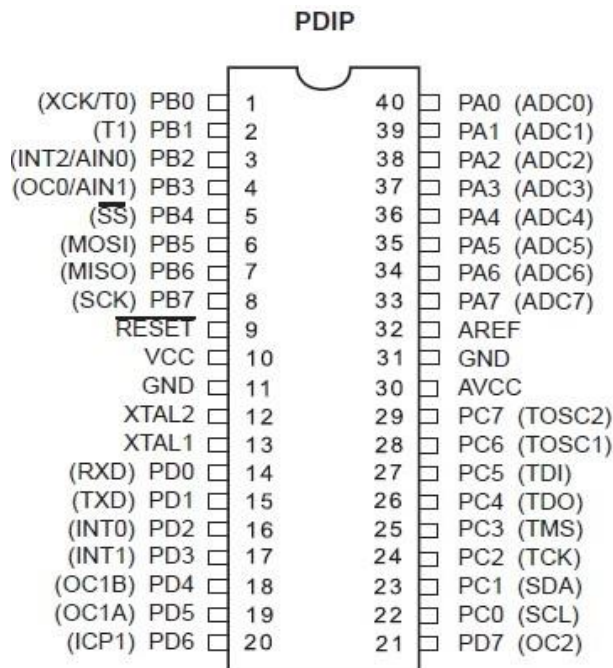 PDIP
(XCK/T0) PB0 1 40 PA0 (ADC0)
(T1) PB1 2 39 PA1 (ADC1)
(INT2/AIN0) PB2 3 38 PA2 (ADC2)
(OC0/AIN1) PB3 4 37 PA3 (ADC3)
(SS) PB4 5 36 PA4 (ADC4)
(MOSI) PB5 6 35 PA5 (ADC5)
(MISO) PB6 7 34 PA6 (ADC6)
(SCK) PB7 8 33 PA7 (ADC7)
RESET 9 32 AREF
VCC 10 31 GND
GND 11 30 AVCC
XTAL2 12 29 PC7 (TOSC2)
XTAL1 13 28 PC6 (TOSC1)
(RXD) PD0 14 27 PC5 (TDI)
(TXD) PD1 15 26 PC4 (TDO)
(INT0) PD2 16 25 PC3 (TMS)
(INT1) PD3 17 24 PC2 (TCK)
(OC1B) PD4 18 23 PC1 (SDA)
(OC1A) PD5 19 22 PC0 (SCL)
(ICP1) PD6 20 21 PD7 (OC2)